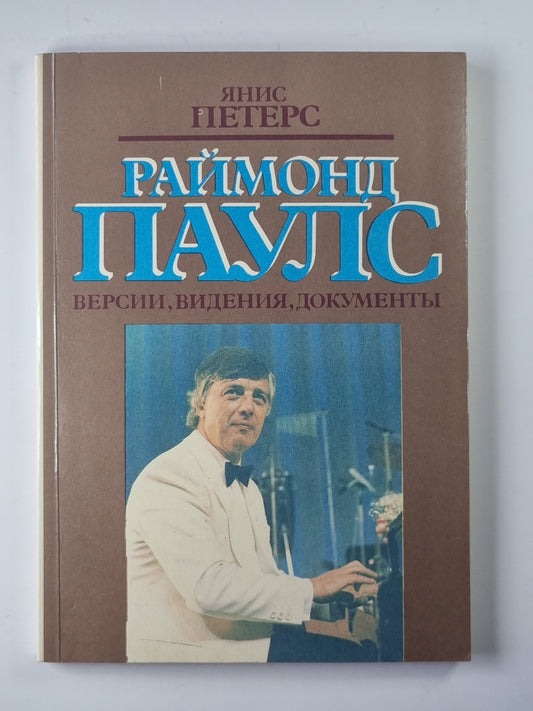 ЯНИС
ПЕТЕРС
РАЙМОНД
ПАУЛС
ВЕРСИИ, ВИДЕНИЯ, ДОКУМЕНТЫ